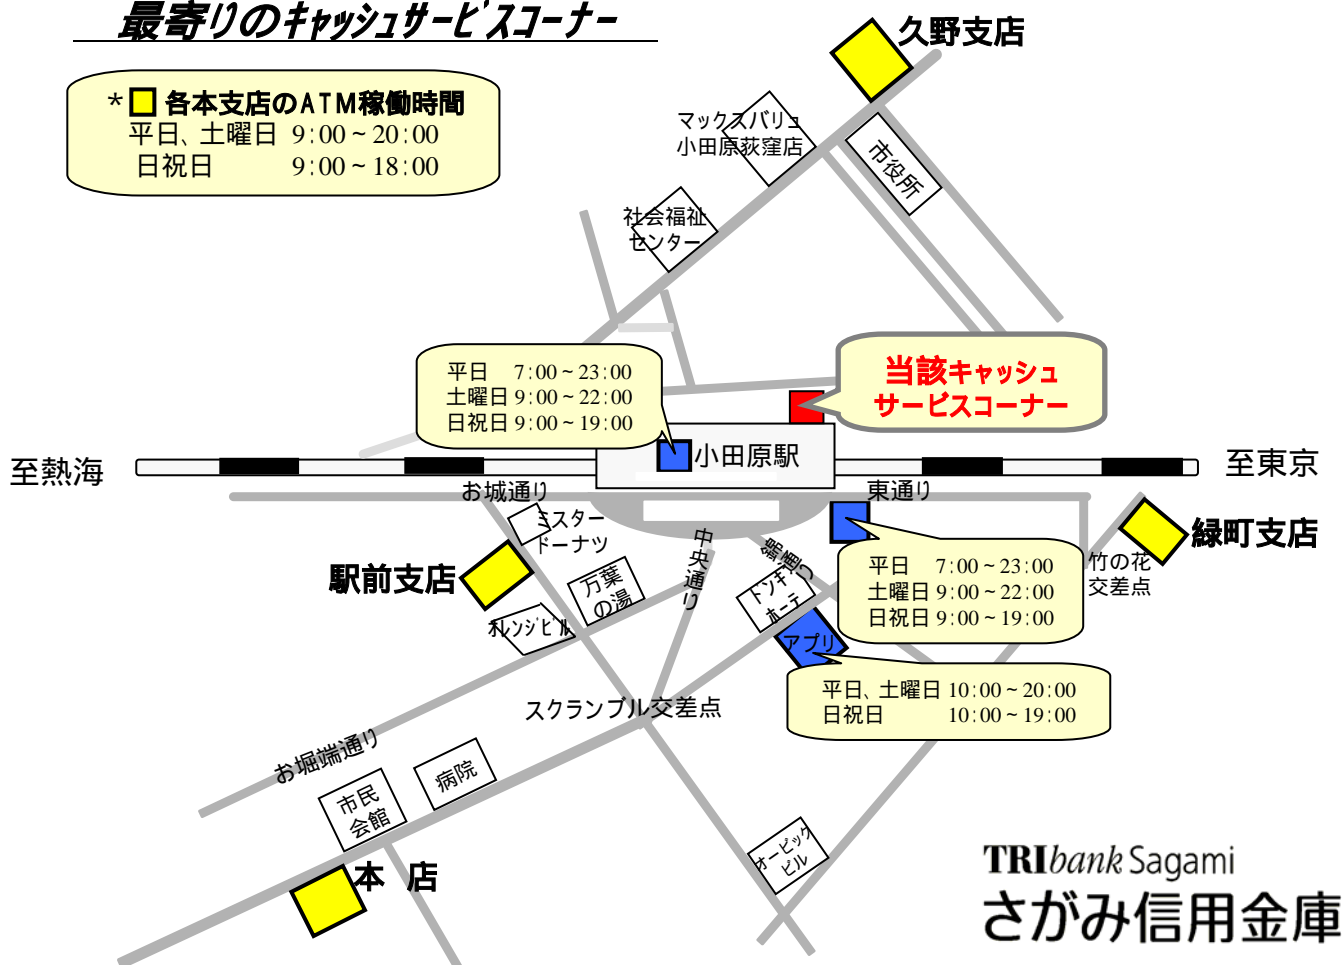 最寄りのキャッシュサービスコーナー
久野支店
*■ 各本支店のATM稼働時間
平日、土曜日 9:00~20:00
日祝日 9:00~18:00
マックスバリュ
小田原荻窪店
市役所
社会福祉
センター
平日 7:00~23:00
土曜日 9:00~22:00
日祝日 9:00~19:00
当該キャッシュ
サービスコーナー
小田原駅
至熱海
至東京
お城通り
東通り
ミスター
ドーナツ
中央通り
錦通り
緑町支店
竹の花
交差点
駅前支店
万葉
の湯
オレンジビル
ドンキ
ホーテ
アプリ
平日 7:00~23:00
土曜日 9:00~22:00
日祝日 9:00~19:00
平日、土曜日 10:00~20:00
日祝日 10:00~19:00
スクランブル交差点
お堀端通り
病院
市民
会館
本 店
オービック
ビル
TRIbank Sagami
さがみ信用金庫